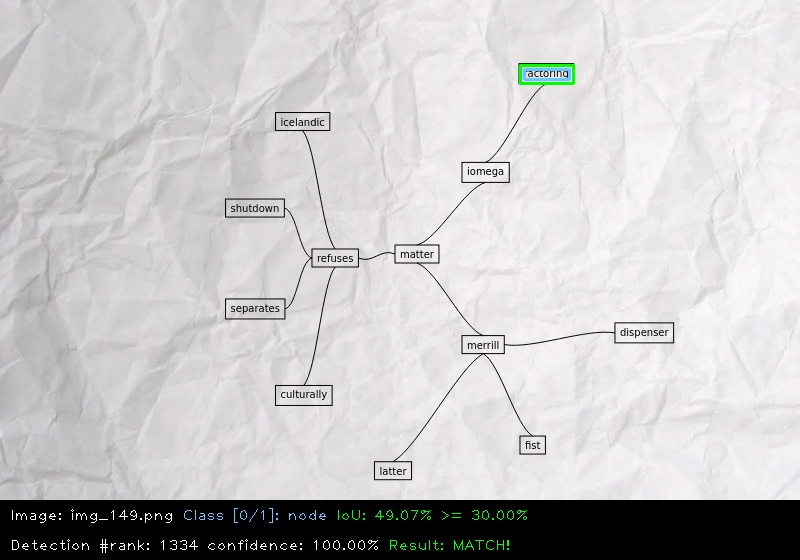 factoring
icelandic
iomega
shutdown
refuses
matter
separates
dispenser
merrill
culturally
fist
latter
Image: img_149.png Class [0/1]: node IoU: 49.07% >= 30.00%
Detection #rank: 1334 confidence: 100.00% Result: MATCH!